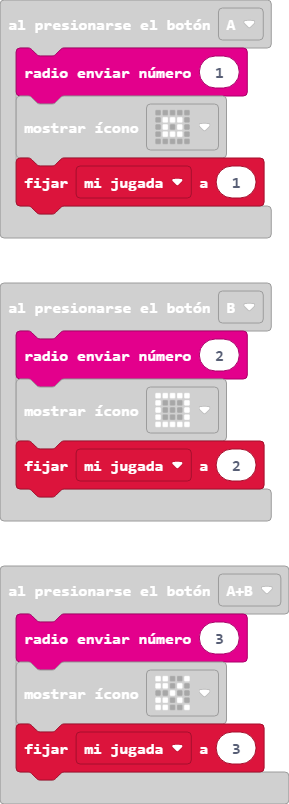 al presionarse el botón A
radio enviar número 1
mostrar ícono
fijar mi jugada a 1
al presionarse el botón B
radio enviar número 2
mostrar ícono
fijar mi jugada a 2
al presionarse el botón A+B
radio enviar número 3
mostrar ícono
fijar mi jugada a 3